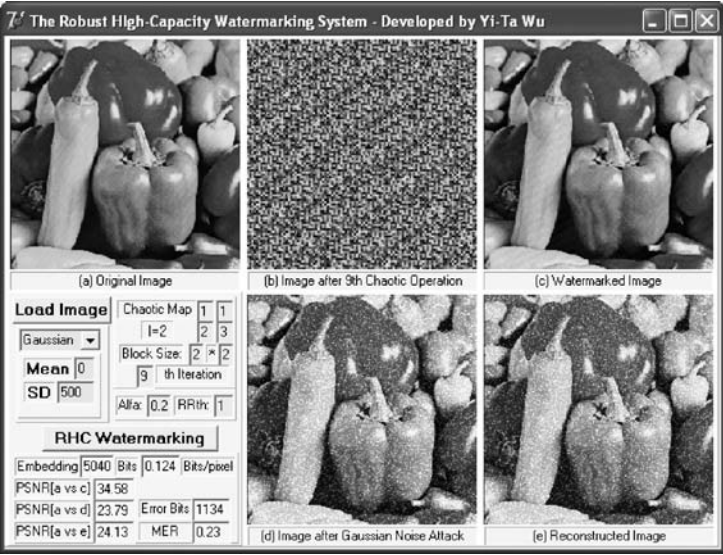 The Robust HIgh-Capacity Watermarking System - Developed by Yi-Ta Wu
(a) Original Image
(b) Image after 9th Chaotic Operation
(c) Watermarked Image
Load Image
Gaussian
Mean 0
SD 500
Chaotic Map 1 1
l=2 2 3
Block Size: 2 * 2
9 th Iteration
Alfa: 0.2 RRth: 1
RHC Watermarking
Embedding 5040 Bits 0.124 Bits/pixel
PSNR[a vs c] 34.58
PSNR[a vs d] 23.79 Error Bits 1134
PSNR[a vs e] 24.13 MER 0.23
(d) Image after Gaussian Noise Attack
(e) Reconstructed Image